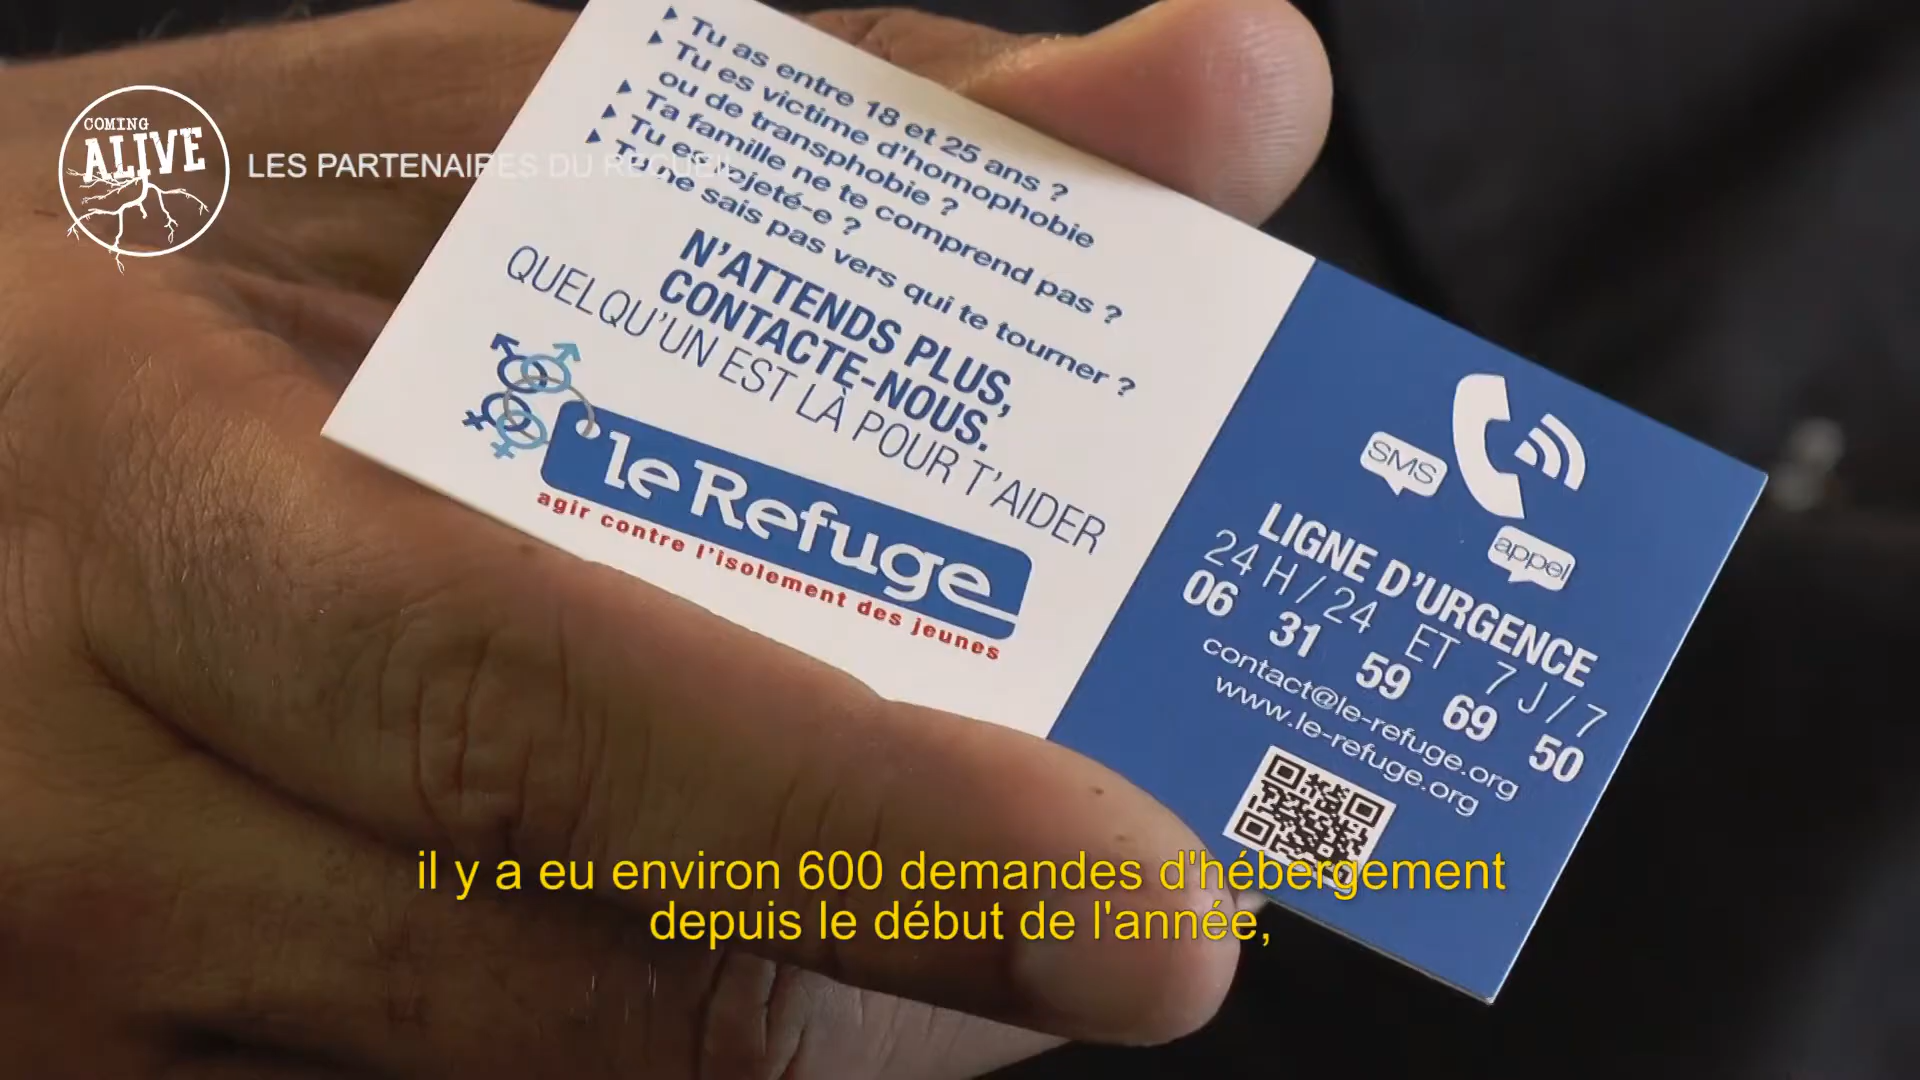 COMING
ALIVE
LES PARTENAIRES DU RECUEIL
Tu as entre 18 et 25 ans ?
Tu es victime d'homophobie
ou de transphobie ?
Ta famille ne te comprend pas ?
Tu es rejeté-e ?
Tu ne sais pas vers qui te tourner ?
N'ATTENDS PLUS,
CONTACTE-NOUS.
QUELQU'UN EST LÀ POUR T'AIDER
le Refuge
agir contre l'isolement des jeunes
SMS
appel
LIGNE D'URGENCE
24 H / 24 ET 7 J / 7
06 31 59 69 50
contact@le-refuge.org
www.le-refuge.org
il y a eu environ 600 demandes d'hébergement
depuis le début de l'année,